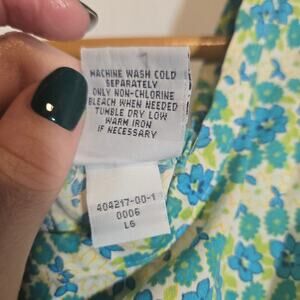 MACHINE WASH COLD
SEPARATELY
ONLY NON-CHLORINE
BLEACH WHEN NEEDED
TUMBLE DRY LOW
WARM IRON
IF NECESSARY
404217-00-1
0006
LG